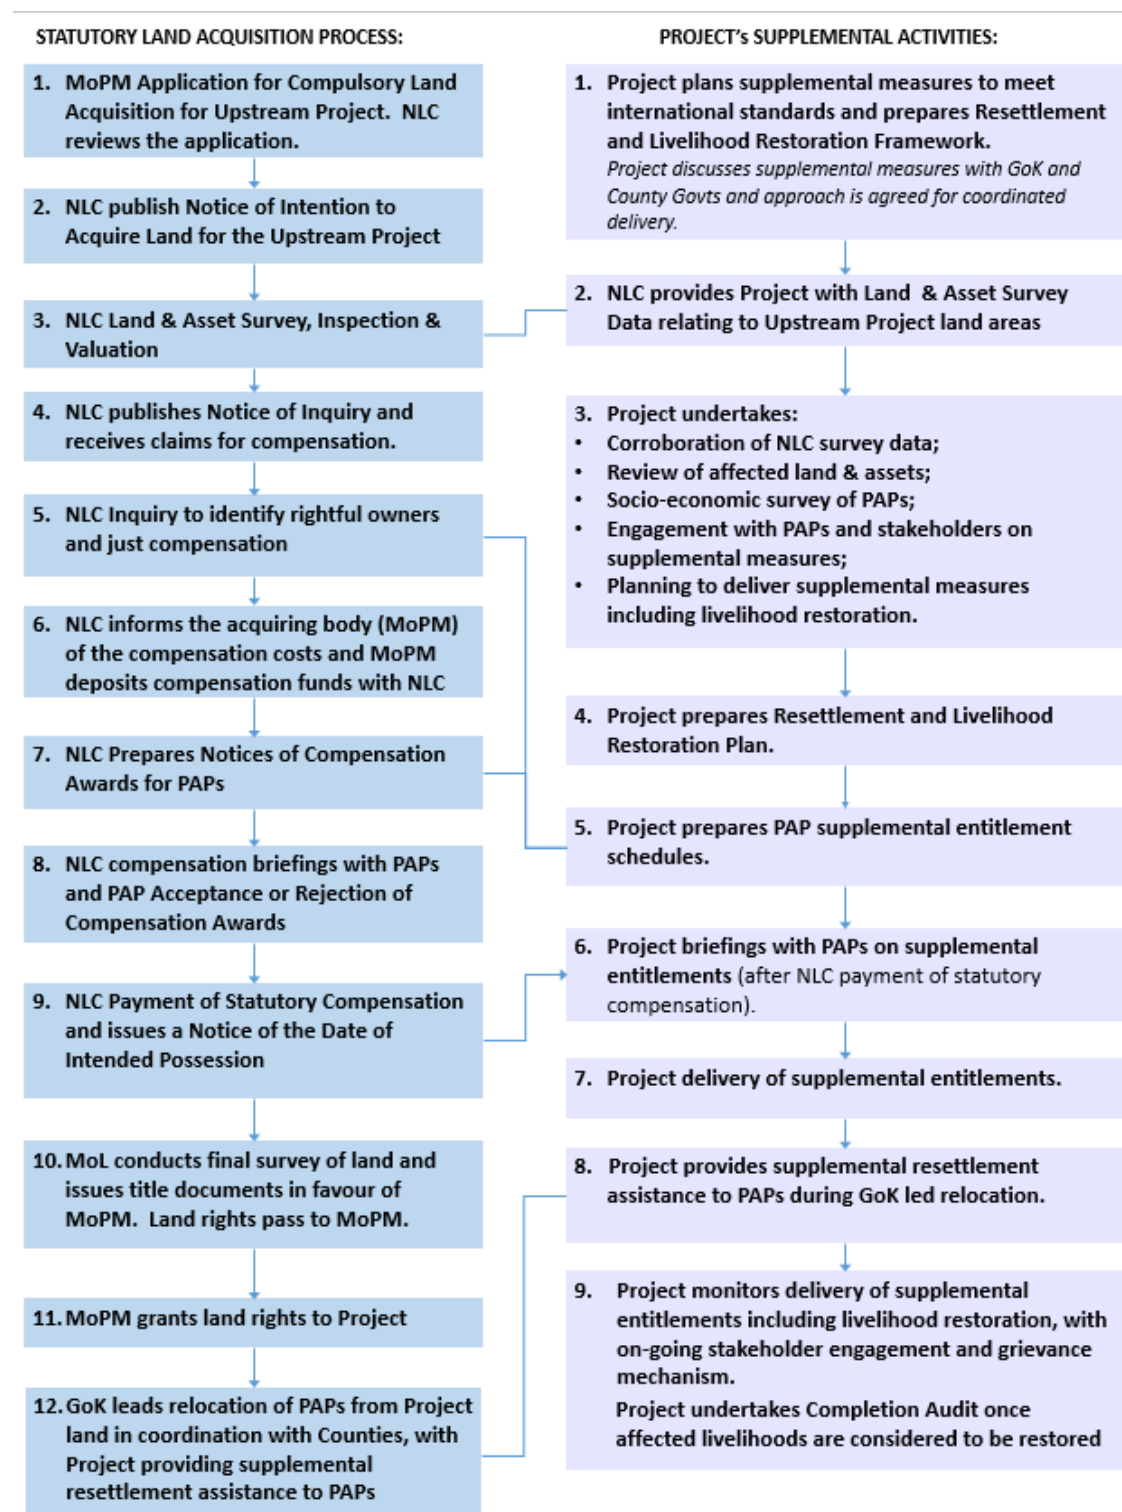 STATUTORY LAND ACQUISITION PROCESS:
1. MoPM Application for Compulsory Land
Acquisition for Upstream Project. NLC
reviews the application.
2. NLC publish Notice of Intention to
Acquire Land for the Upstream Project
3. NLC Land & Asset Survey, Inspection &
Valuation
4. NLC publishes Notice of Inquiry and
receives claims for compensation.
5. NLC Inquiry to identify rightful owners
and just compensation
6. NLC informs the acquiring body (MoPM)
of the compensation costs and MoPM
deposits compensation funds with NLC
7. NLC Prepares Notices of Compensation
Awards for PAPs
8. NLC compensation briefings with PAPs
and PAP Acceptance or Rejection of
Compensation Awards
9. NLC Payment of Statutory Compensation
and issues a Notice of the Date of
Intended Possession
10. MoL conducts final survey of land and
issues title documents in favour of
MoPM. Land rights pass to MoPM.
11. MoPM grants land rights to Project
12. GoK leads relocation of PAPs from Project
land in coordination with Counties, with
Project providing supplemental
resettlement assistance to PAPs
PROJECT's SUPPLEMENTAL ACTIVITIES:
1. Project plans supplemental measures to meet
international standards and prepares Resettlement
and Livelihood Restoration Framework.
Project discusses supplemental measures with GoK and
County Govts and approach is agreed for coordinated
delivery.
2. NLC provides Project with Land & Asset Survey
Data relating to Upstream Project land areas
3. Project undertakes:
• Corroboration of NLC survey data;
• Review of affected land & assets;
• Socio-economic survey of PAPs;
• Engagement with PAPs and stakeholders on
supplemental measures;
• Planning to deliver supplemental measures
including livelihood restoration.
4. Project prepares Resettlement and Livelihood
Restoration Plan.
5. Project prepares PAP supplemental entitlement
schedules.
6. Project briefings with PAPs on supplemental
entitlements (after NLC payment of statutory
compensation).
7. Project delivery of supplemental entitlements.
8. Project provides supplemental resettlement
assistance to PAPs during GoK led relocation.
9. Project monitors delivery of supplemental
entitlements including livelihood restoration, with
on-going stakeholder engagement and grievance
mechanism.
Project undertakes Completion Audit once
affected livelihoods are considered to be restored